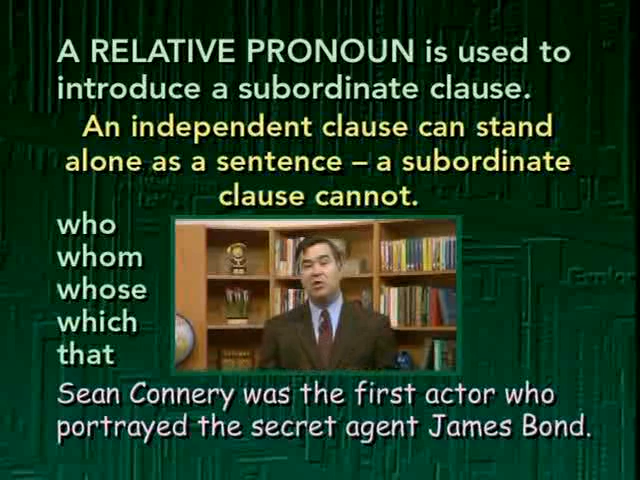 A RELATIVE PRONOUN is used to
introduce a subordinate clause.
An independent clause can stand
alone as a sentence – a subordinate
clause cannot.
who
whom
whose
which
that
Sean Connery was the first actor who
portrayed the secret agent James Bond.